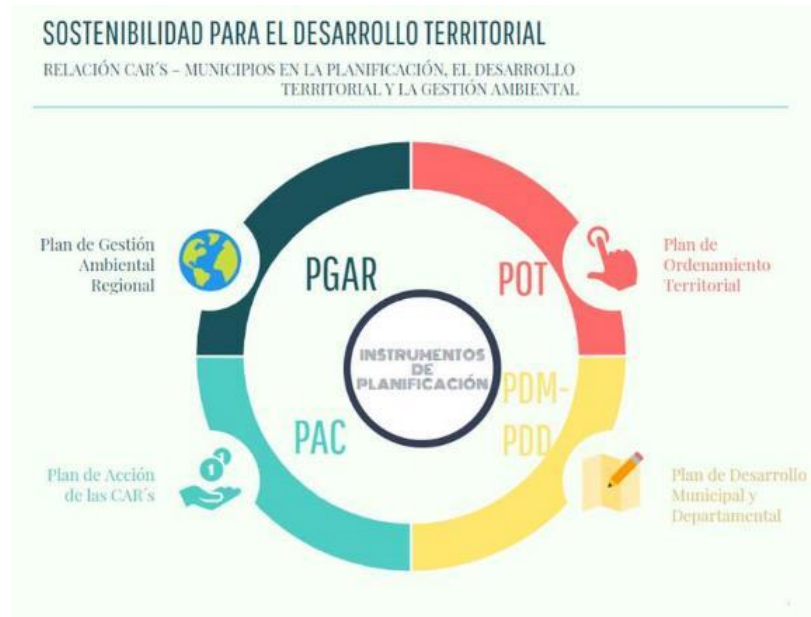 SOSTENIBILIDAD PARA EL DESARROLLO TERRITORIAL
RELACIÓN CAR´S – MUNICIPIOS EN LA PLANIFICACIÓN, EL DESARROLLO
TERRITORIAL Y LA GESTIÓN AMBIENTAL
Plan de Gestión
Ambiental
Regional
PGAR
POT
Plan de
Ordenamiento
Territorial
INSTRUMENTOS
DE
PLANIFICACIÓN
PAC
PDM-
PDD
Plan de Acción
de las CAR´s
1
1
Plan de Desarrollo
Municipal y
Departamental